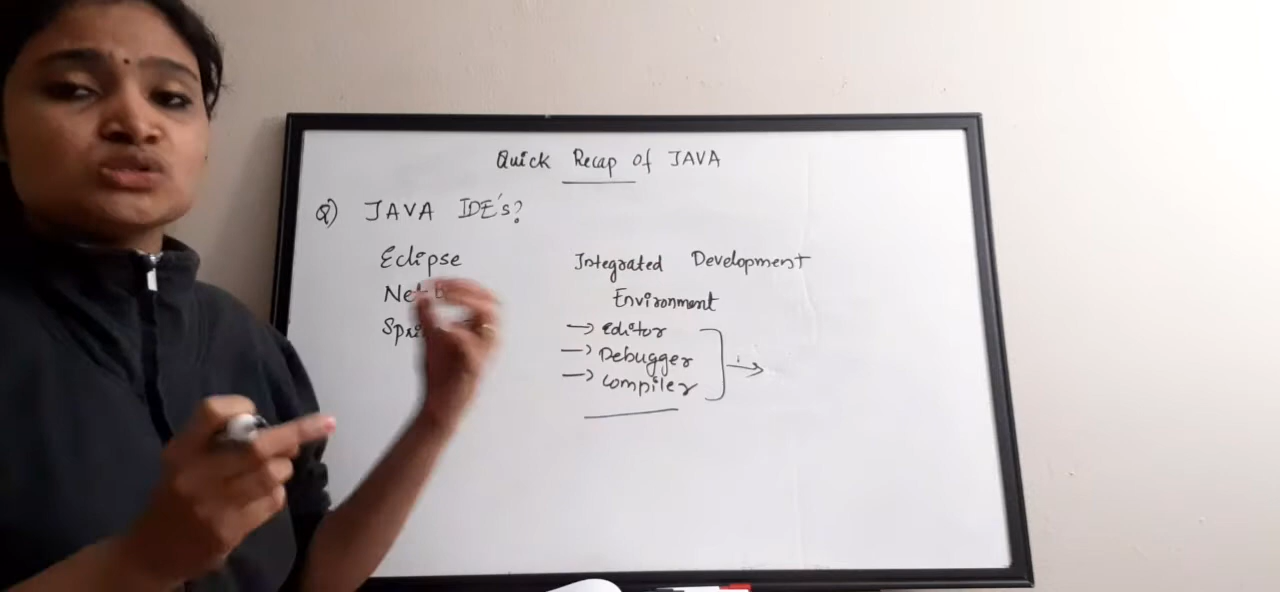 Quick Recap of JAVA
Q) JAVA IDE's?
Eclipse
Integrated Development
Environment
→ Editor
→ Debugger
→ Compiler